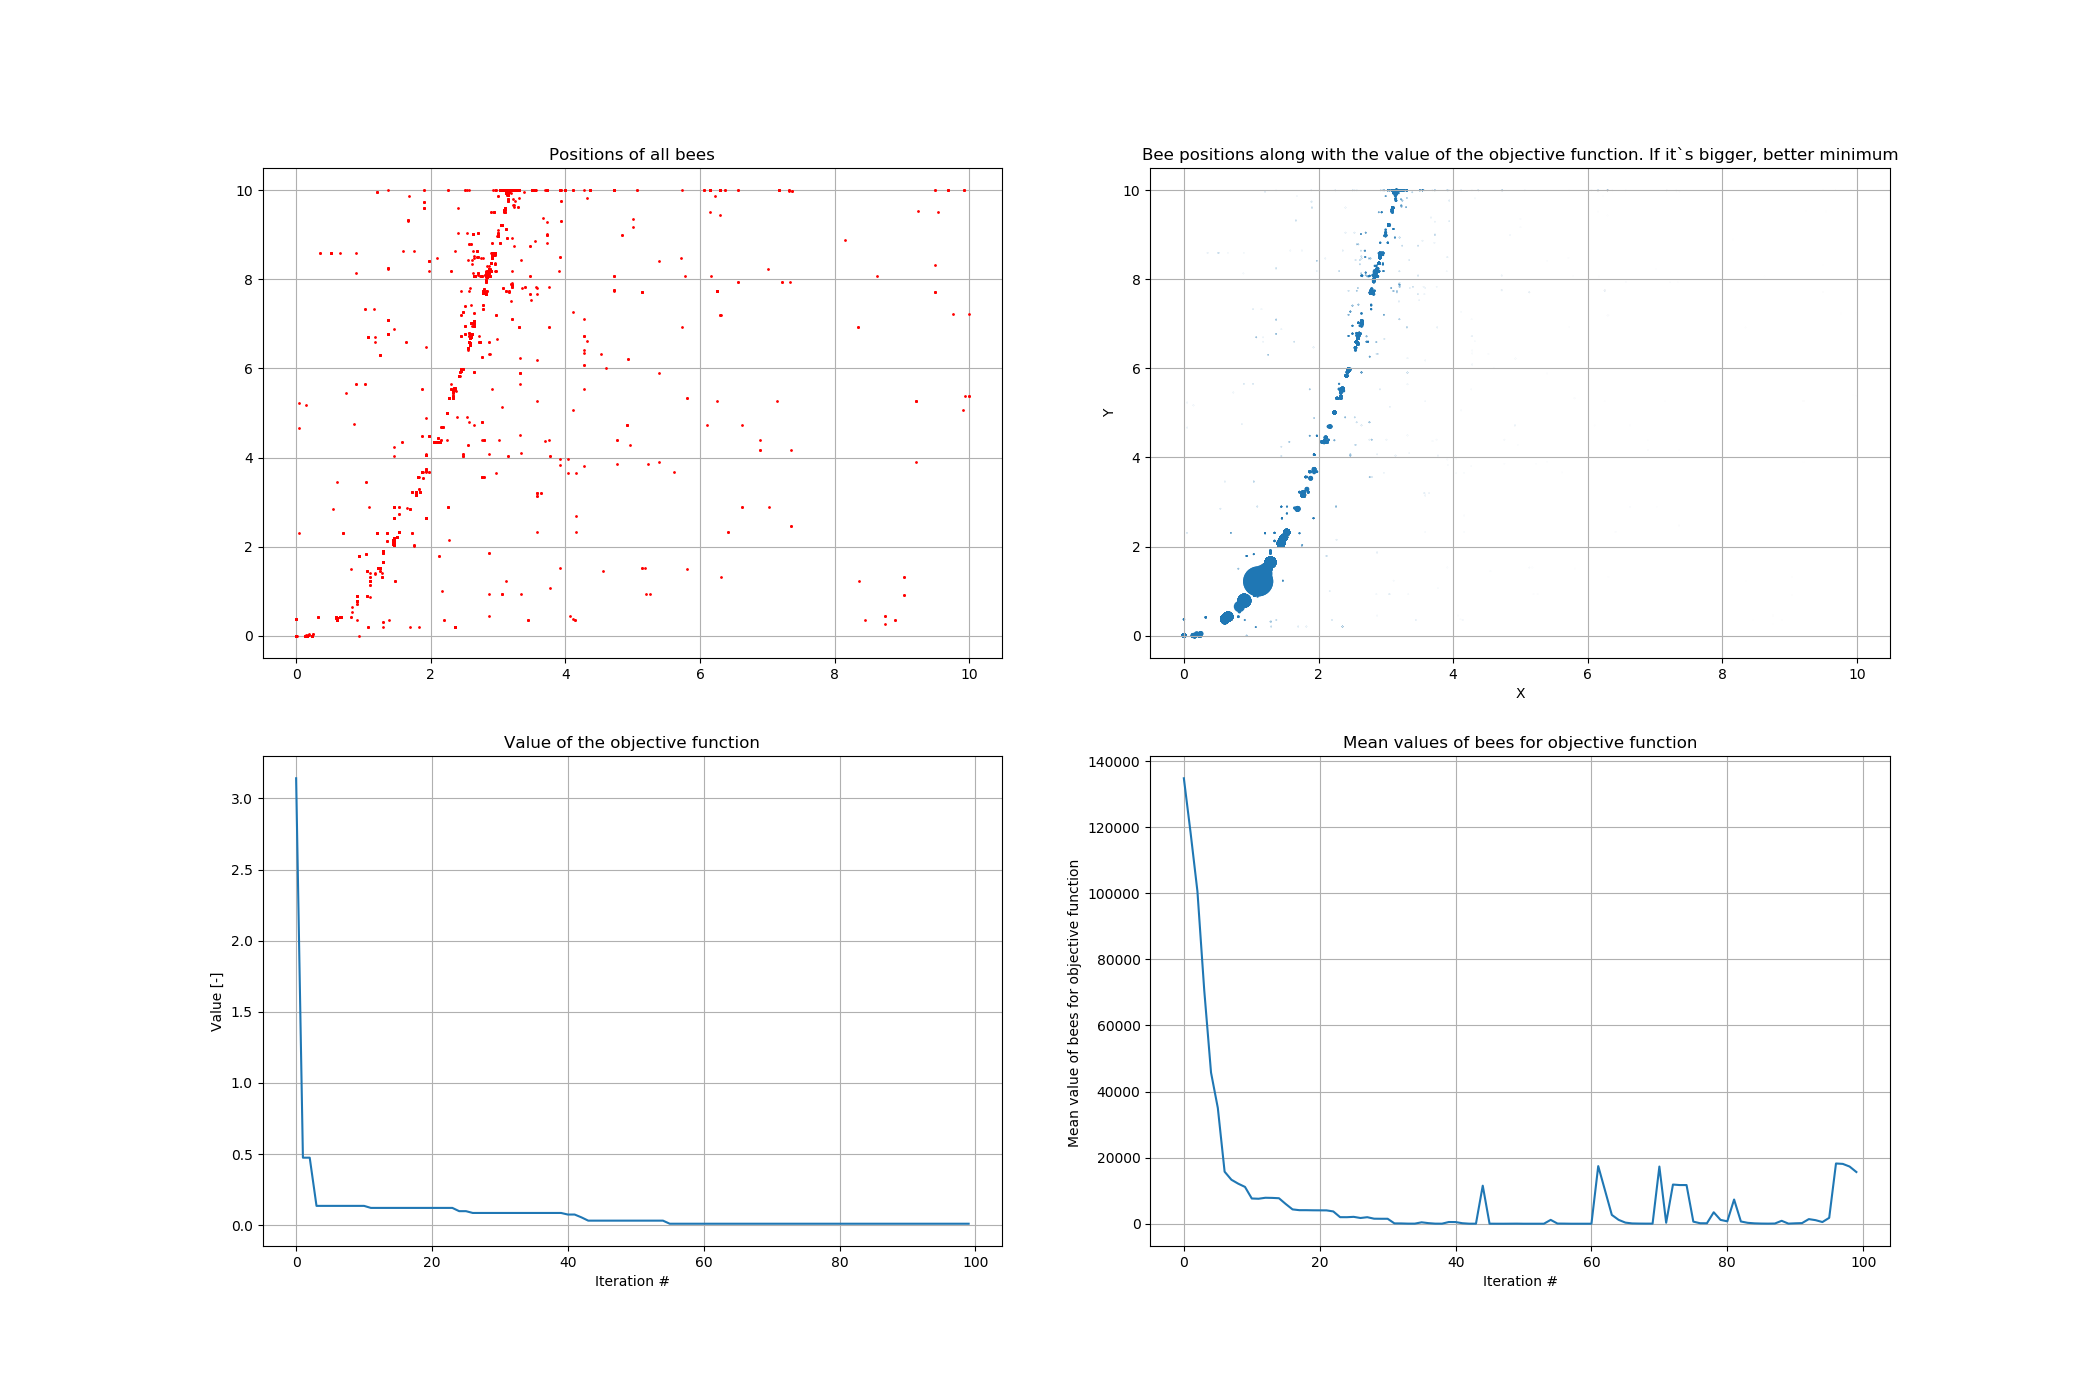 Positions of all bees
10
8
6
4
2
0
0 2 4 6 8 10
Bee positions along with the value of the objective function. If it`s bigger, better minimum
Y
10
8
6
4
2
0
0 2 4 6 8 10
X
Value of the objective function
Value [-]
3.0
2.5
2.0
1.5
1.0
0.5
0.0
0 20 40 60 80 100
Iteration #
Mean values of bees for objective function
Mean value of bees for objective function
140000
120000
100000
80000
60000
40000
20000
0
0 20 40 60 80 100
Iteration #